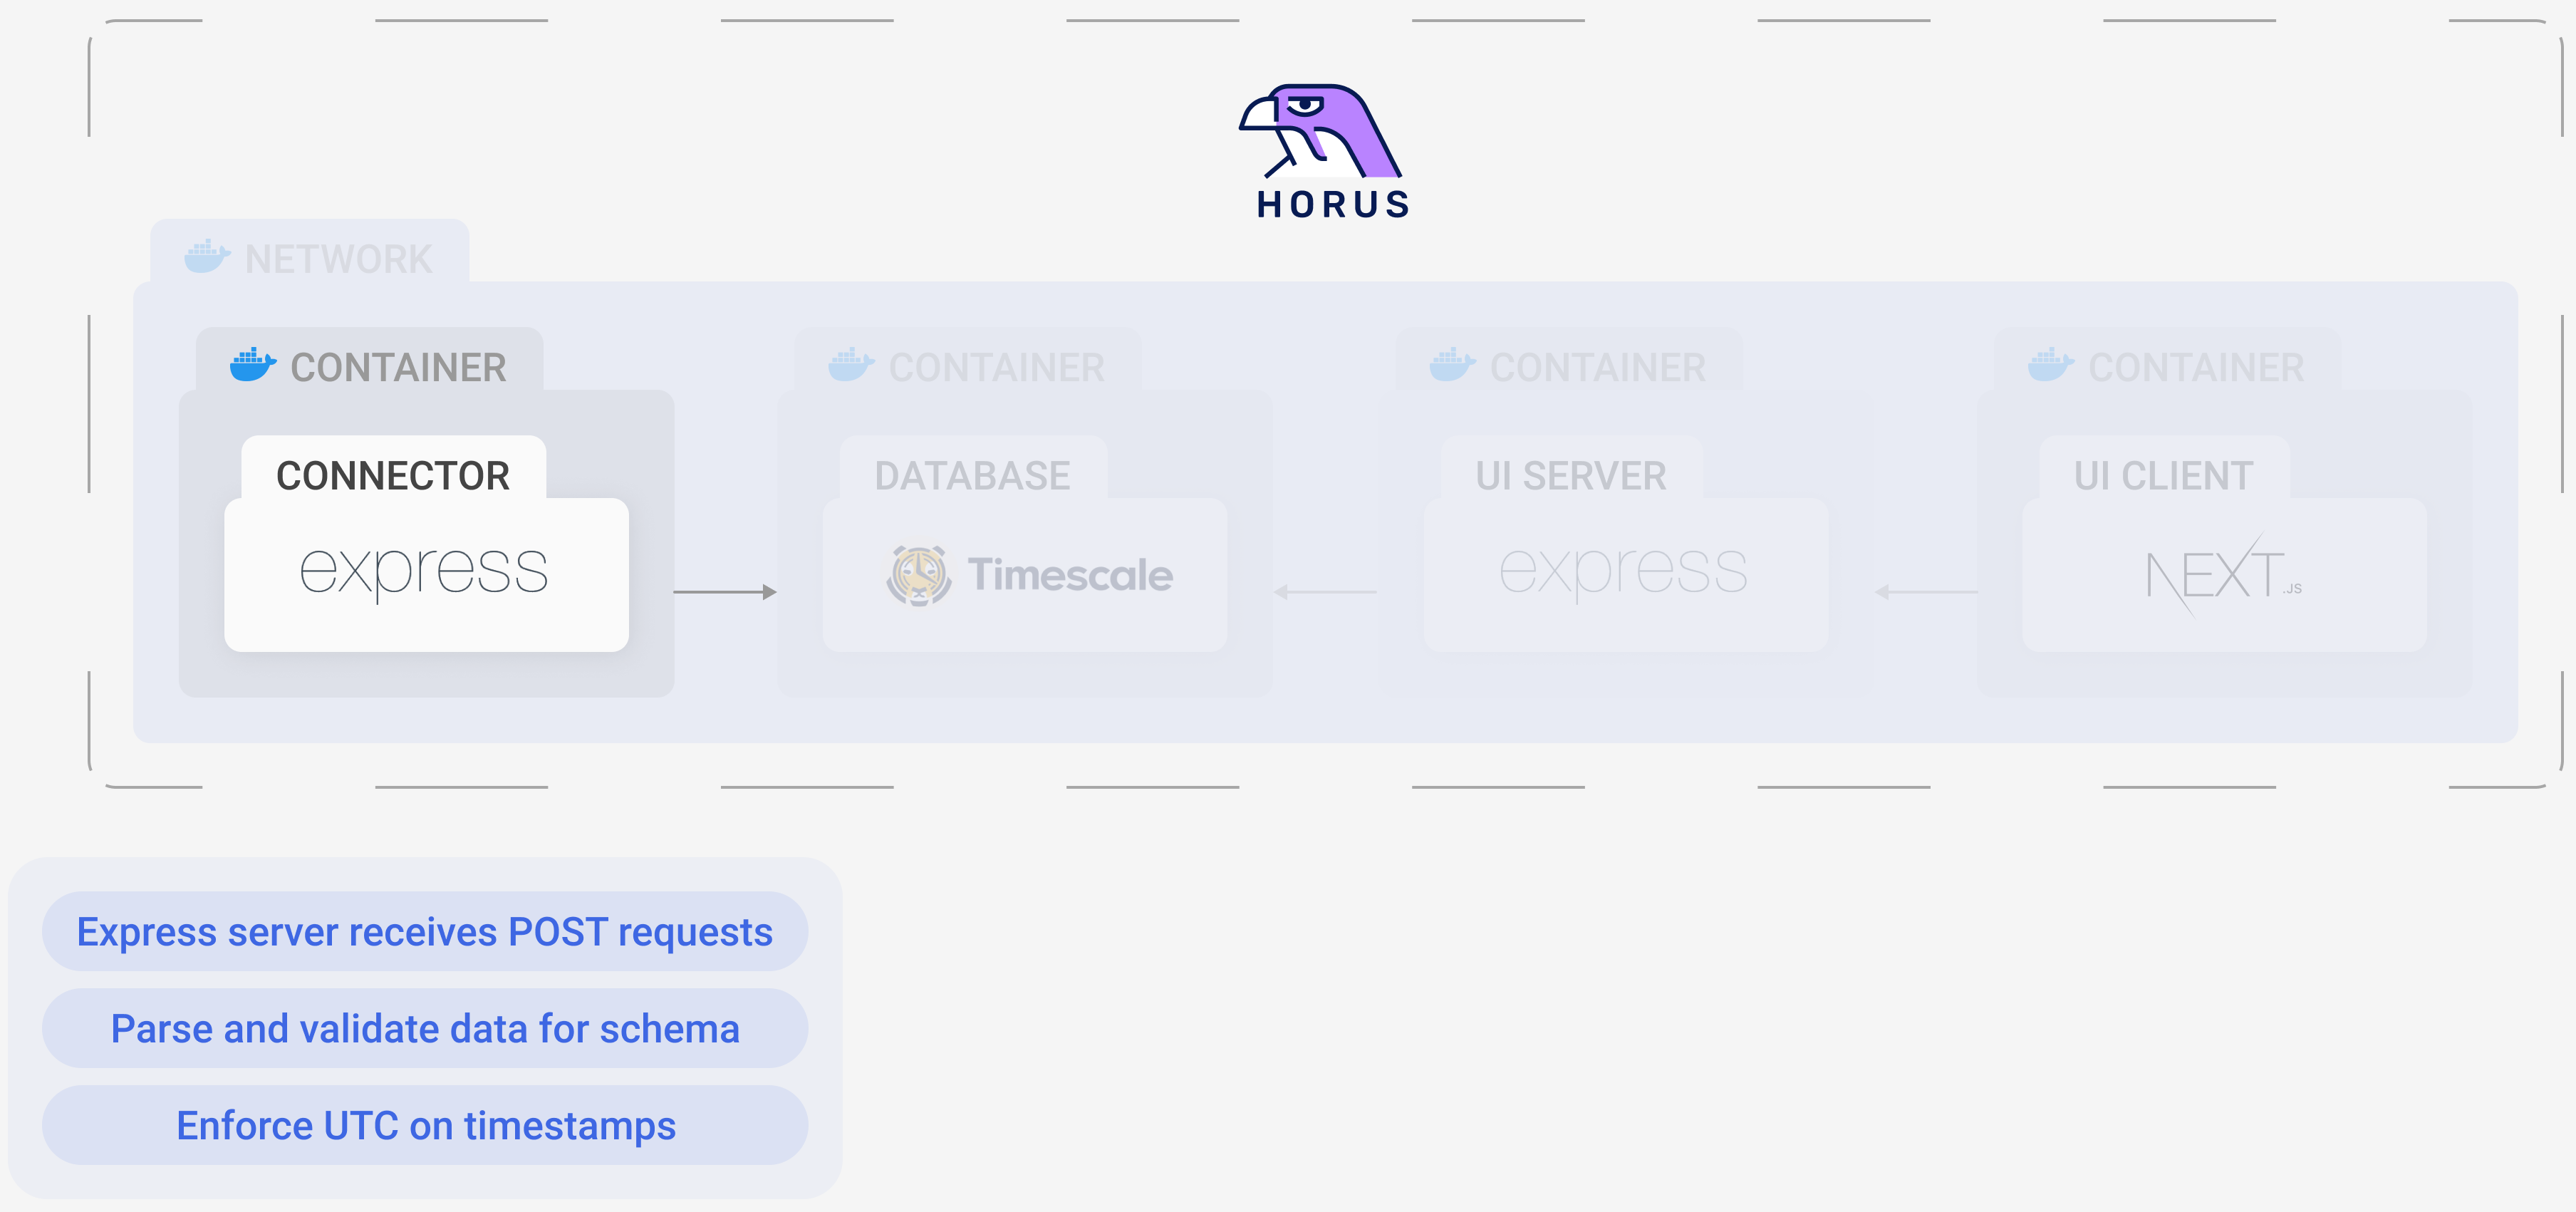 HORUS
NETWORK
CONTAINER
CONTAINER
CONTAINER
CONTAINER
CONNECTOR
DATABASE
UI SERVER
UI CLIENT
express
Timescale
express
NEXT.JS
Express server receives POST requests
Parse and validate data for schema
Enforce UTC on timestamps